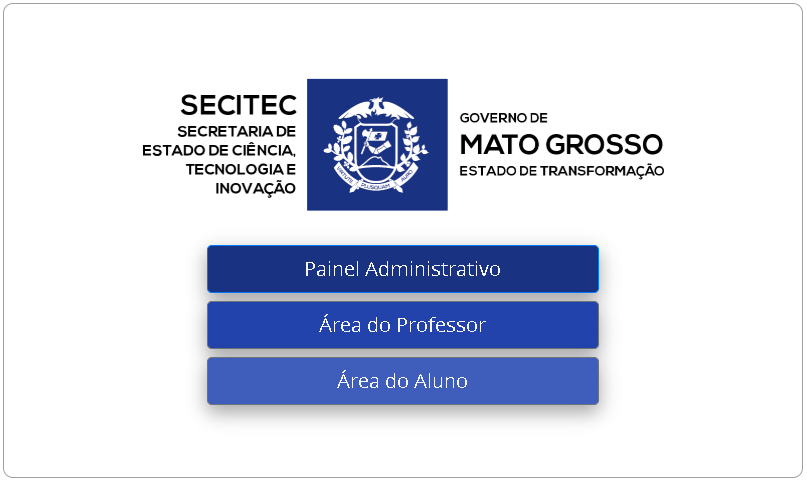 SECITEC
SECRETARIA DE
ESTADO DE CIÊNCIA,
TECNOLOGIA E
INOVAÇÃO
VIRTUTE PLUSQUAM AURO
GOVERNO DE
MATO GROSSO
ESTADO DE TRANSFORMAÇÃO
Painel Administrativo
Área do Professor
Área do Aluno